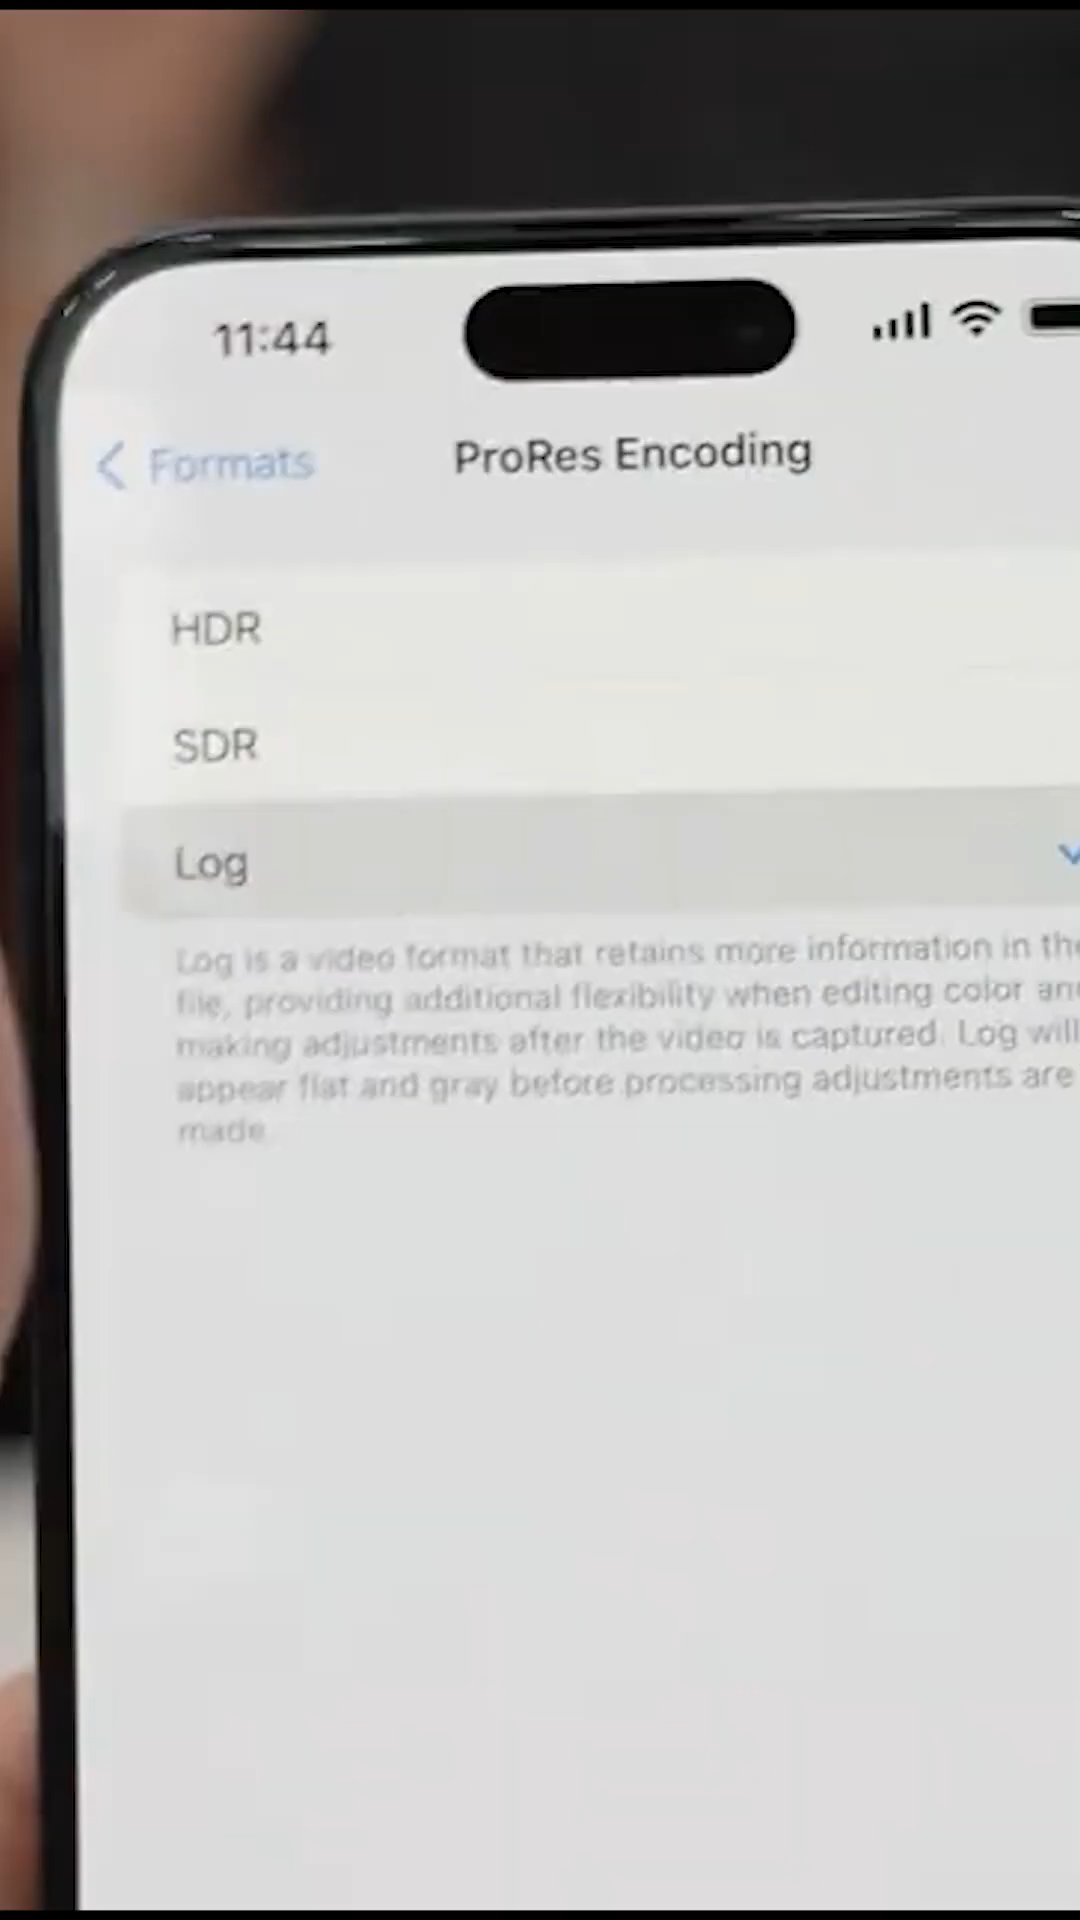 11:44
Formats
ProRes Encoding
HDR
SDR
Log
Log is a video format that retains more information in the
file, providing additional flexibility when editing color and
making adjustments after the video is captured. Log will
appear flat and gray before processing adjustments are
made.